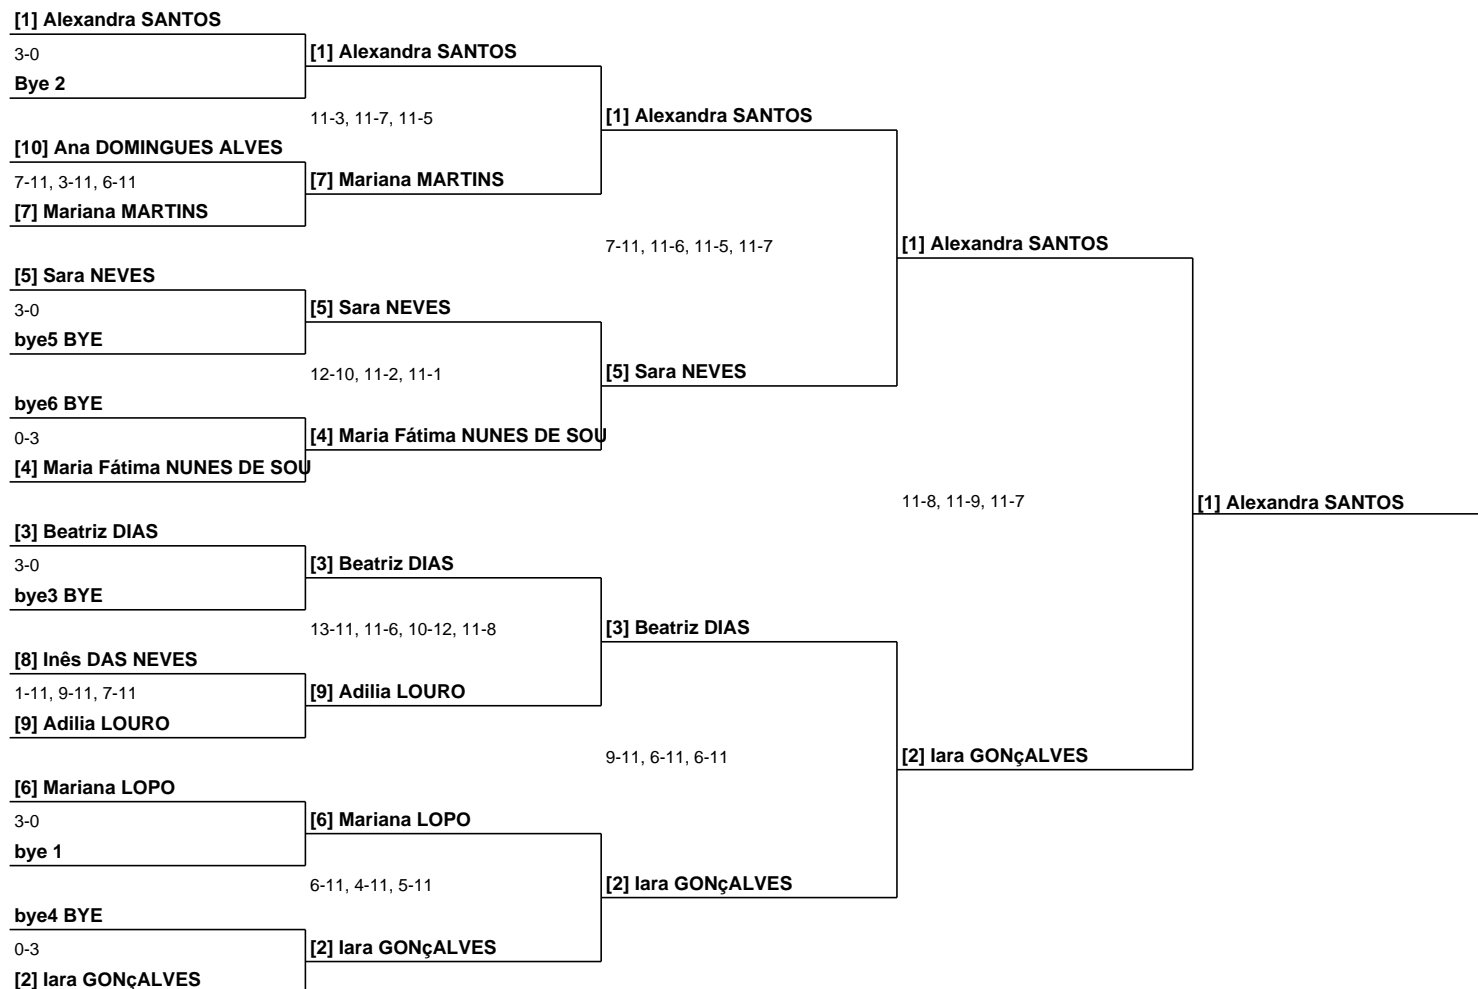 [1] Alexandra SANTOS
3-0
Bye 2
[1] Alexandra SANTOS
11-3, 11-7, 11-5
[1] Alexandra SANTOS
[10] Ana DOMINGUES ALVES
7-11, 3-11, 6-11
[7] Mariana MARTINS
[7] Mariana MARTINS
7-11, 11-6, 11-5, 11-7
[1] Alexandra SANTOS
[5] Sara NEVES
3-0
bye5 BYE
[5] Sara NEVES
12-10, 11-2, 11-1
[5] Sara NEVES
bye6 BYE
0-3
[4] Maria Fátima NUNES DE SOU
[4] Maria Fátima NUNES DE SOU
11-8, 11-9, 11-7
[1] Alexandra SANTOS
[3] Beatriz DIAS
3-0
bye3 BYE
[3] Beatriz DIAS
13-11, 11-6, 10-12, 11-8
[3] Beatriz DIAS
[8] Inês DAS NEVES
1-11, 9-11, 7-11
[9] Adilia LOURO
[9] Adilia LOURO
9-11, 6-11, 6-11
[2] Iara GONçALVES
[6] Mariana LOPO
3-0
bye 1
[6] Mariana LOPO
6-11, 4-11, 5-11
[2] Iara GONçALVES
bye4 BYE
0-3
[2] Iara GONçALVES
[2] Iara GONçALVES